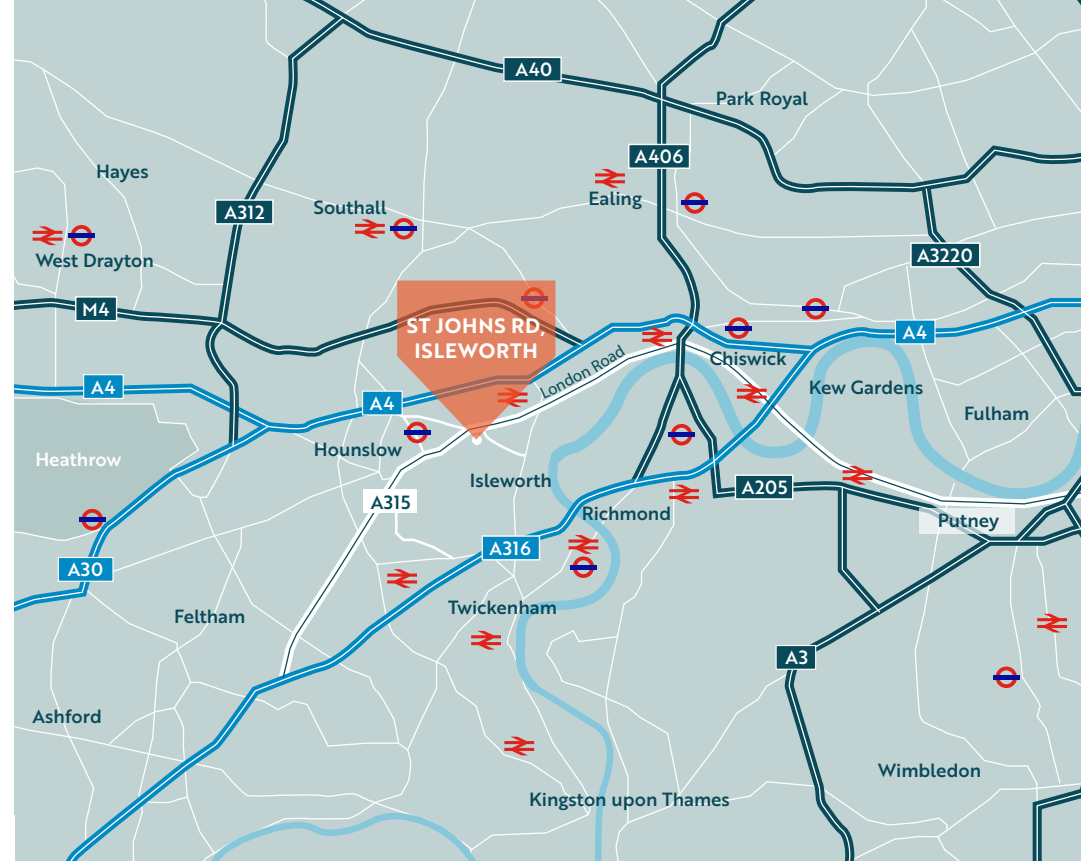 A40
Park Royal
A406
Hayes
Ealing
A312
Southall
A3220
West Drayton
M4
ST JOHNS RD,
ISLEWORTH
A4
London Road
Chiswick
A4
A4
Kew Gardens
Fulham
Hounslow
Heathrow
Isleworth
A205
A315
Richmond
Putney
A316
A30
Twickenham
Feltham
A3
Ashford
Wimbledon
Kingston upon Thames